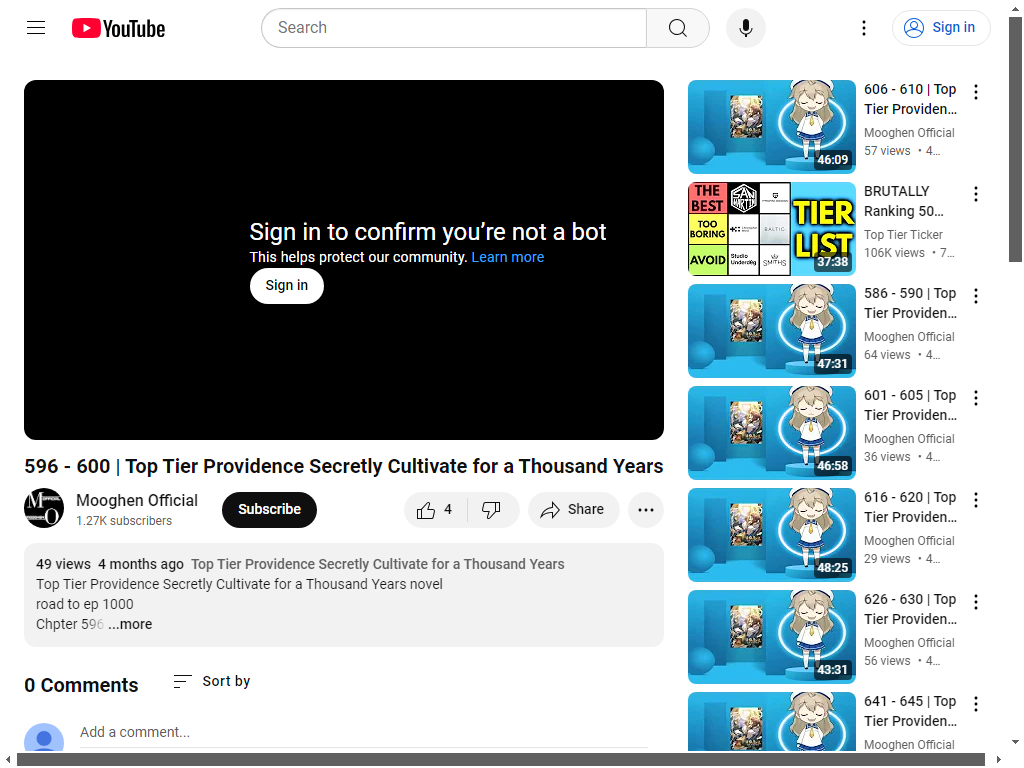 YouTube
Search
Sign in
Sign in to confirm you’re not a bot
This helps protect our community. Learn more
Sign in
596 - 600 | Top Tier Providence Secretly Cultivate for a Thousand Years
Mooghen Official
1.27K subscribers
Subscribe
4
Share
49 views 4 months ago Top Tier Providence Secretly Cultivate for a Thousand Years
Top Tier Providence Secretly Cultivate for a Thousand Years novel
road to ep 1000
Chpter 596 ...more
0 Comments
Sort by
Add a comment...
46:09
606 - 610 | Top
Tier Providen...
Mooghen Official
57 views • 4...
THE BEST
SAN MARTIN
TOO BORING
BALTIC
AVOID
Studio Underd0g
SMITHS
TIER LIST
37:38
BRUTALLY
Ranking 50...
Top Tier Ticker
106K views • 7...
47:31
586 - 590 | Top
Tier Providen...
Mooghen Official
64 views • 4...
46:58
601 - 605 | Top
Tier Providen...
Mooghen Official
36 views • 4...
48:25
616 - 620 | Top
Tier Providen...
Mooghen Official
29 views • 4...
43:31
626 - 630 | Top
Tier Providen...
Mooghen Official
56 views • 4...
641 - 645 | Top
Tier Providen...
Mooghen Official